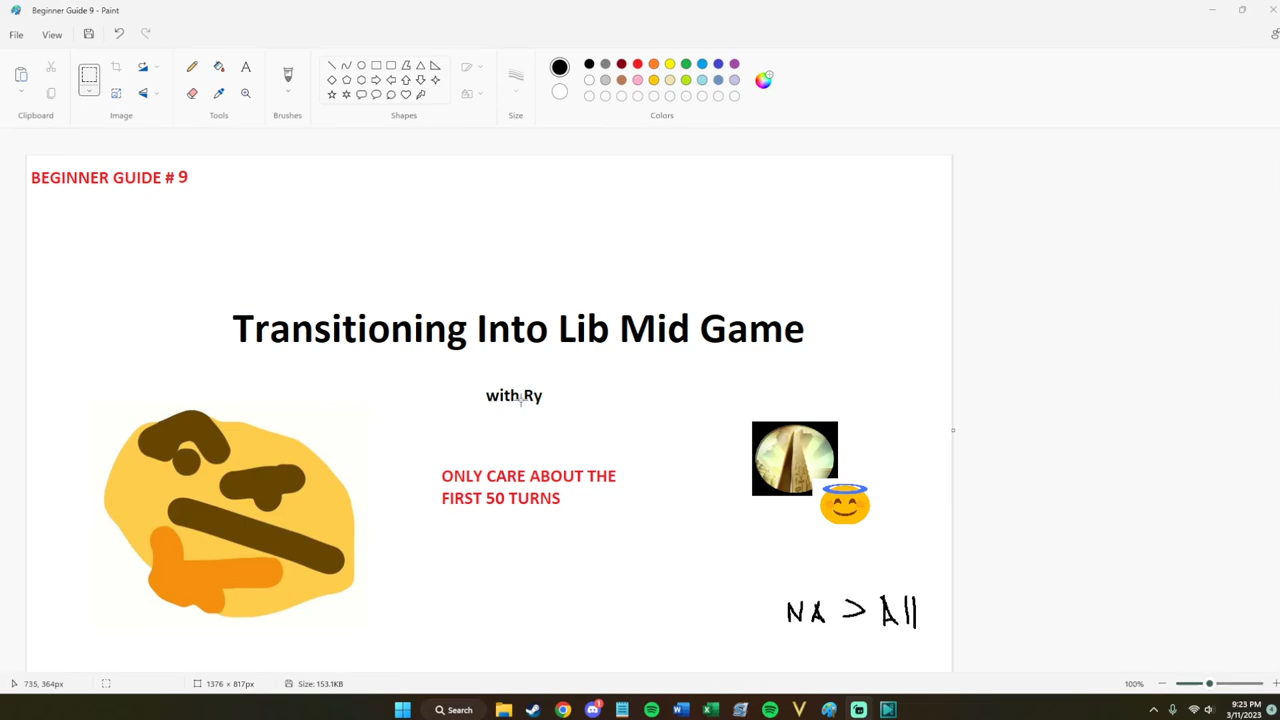 Beginner Guide 9 - Paint
File View
Clipboard Image Tools Brushes Shapes Size Colors
BEGINNER GUIDE # 9
Transitioning Into Lib Mid Game
with Ry
ONLY CARE ABOUT THE
FIRST 50 TURNS
NA > All
735, 364px 1376 × 817px Size: 153.1KB 100%
Search
9:23 PM
3/11/2023